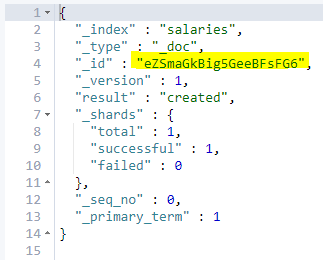 1 {
2 "_index" : "salaries",
3 "_type" : "_doc",
4 "_id" : "eZSmaGkBig5GeeBFsFG6",
5 "_version" : 1,
6 "result" : "created",
7 "_shards" : {
8 "total" : 1,
9 "successful" : 1,
10 "failed" : 0
11 },
12 "_seq_no" : 0,
13 "_primary_term" : 1
14 }
15